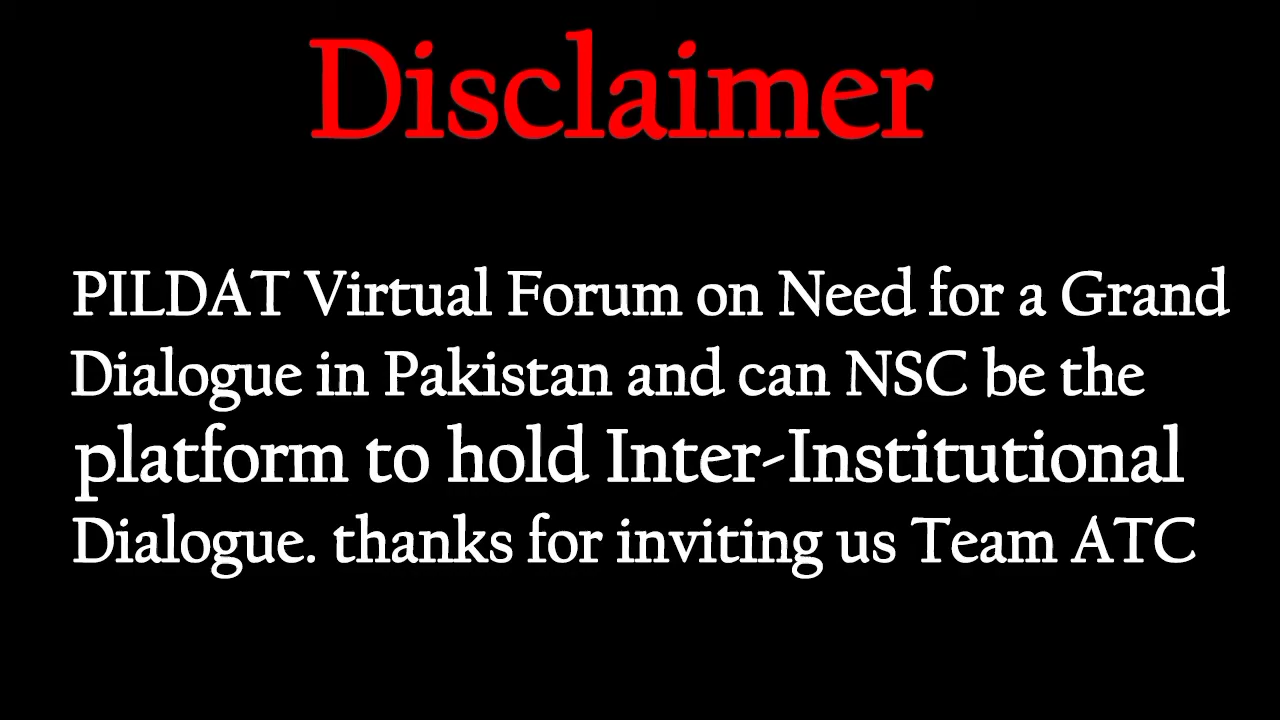 Disclaimer
PILDAT Virtual Forum on Need for a Grand
Dialogue in Pakistan and can NSC be the
platform to hold Inter-Institutional
Dialogue. thanks for inviting us Team ATC